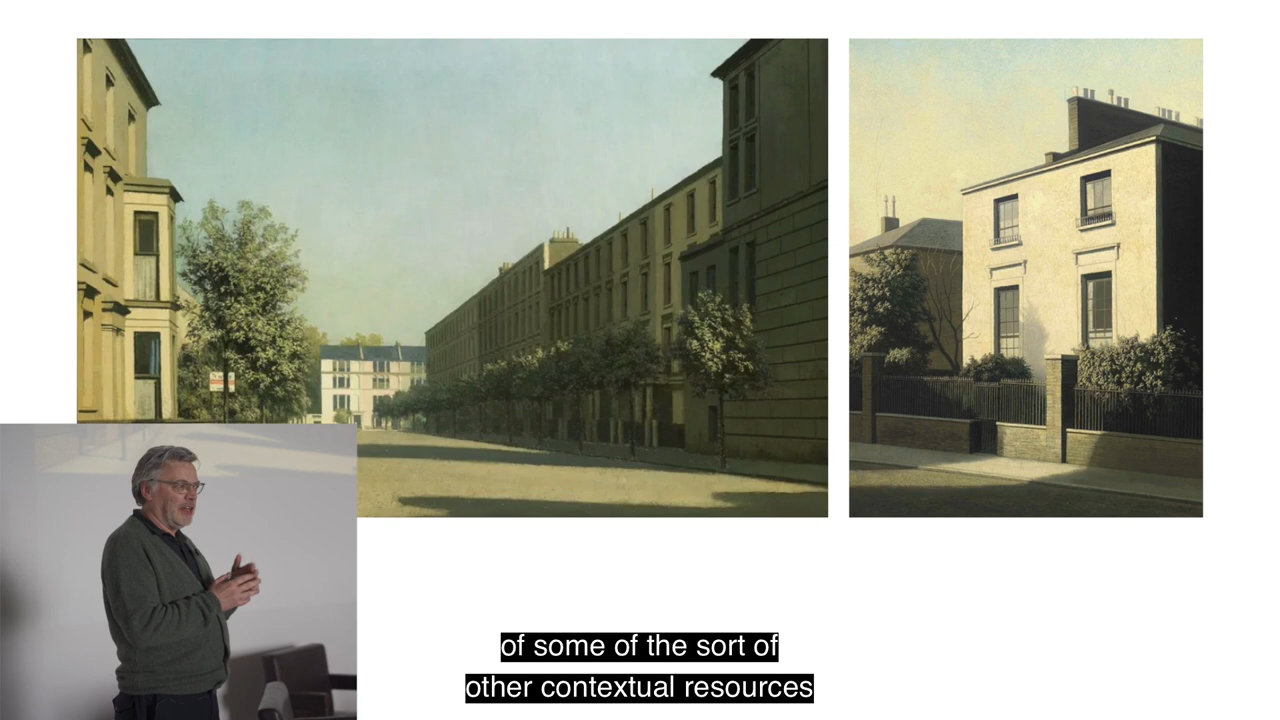 of some of the sort of
other contextual resources